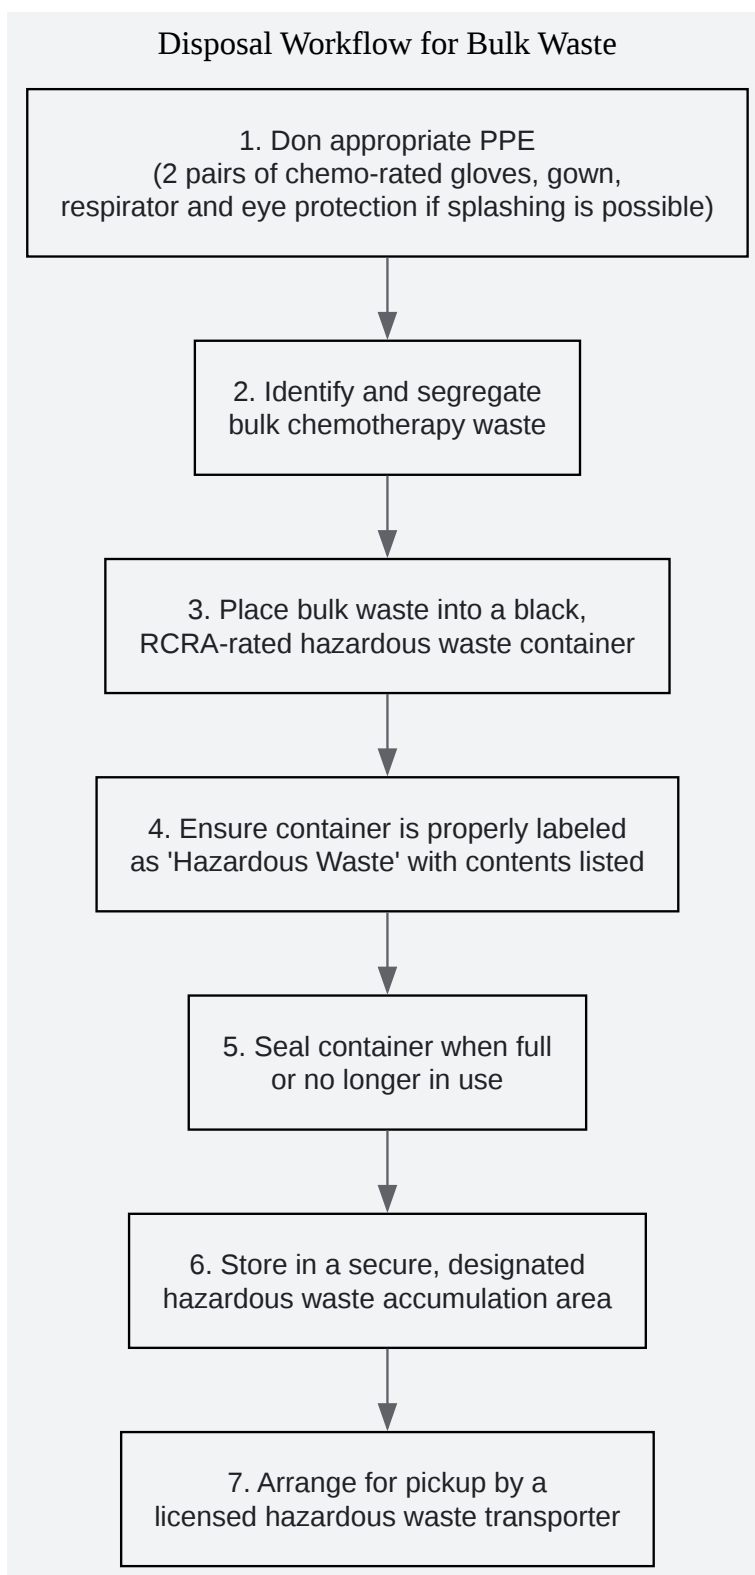 Disposal Workflow for Bulk Waste
1. Don appropriate PPE
(2 pairs of chemo-rated gloves, gown,
respirator and eye protection if splashing is possible)
2. Identify and segregate
bulk chemotherapy waste
3. Place bulk waste into a black,
RCRA-rated hazardous waste container
4. Ensure container is properly labeled
as 'Hazardous Waste' with contents listed
5. Seal container when full
or no longer in use
6. Store in a secure, designated
hazardous waste accumulation area
7. Arrange for pickup by a
licensed hazardous waste transporter